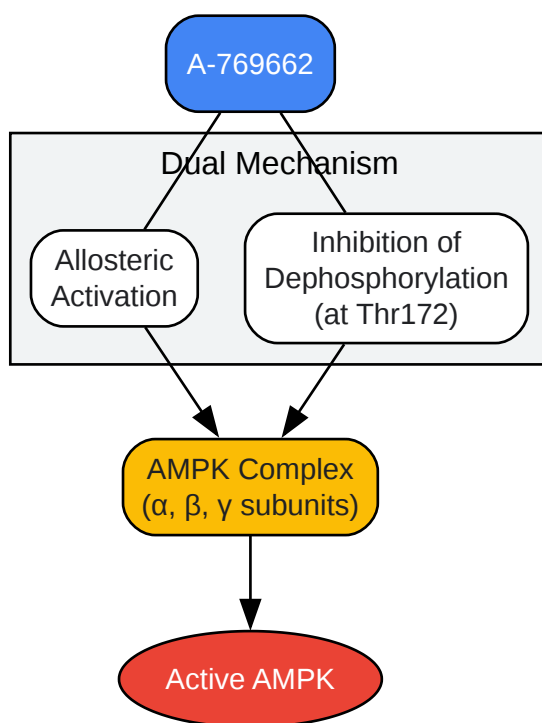 A-769662
Dual Mechanism
Allosteric
Activation
Inhibition of
Dephosphorylation
(at Thr172)
AMPK Complex
(α, β, γ subunits)
Active AMPK